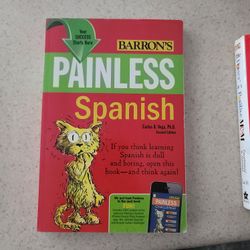 Your
SUCCESS
Starts Here
BARRON'S
PAINLESS
Spanish
Carlos B. Vega, Ph.D.
Second Edition
If you think learning
Spanish is dull
and boring, open this
book—and think again!
PAINLESS